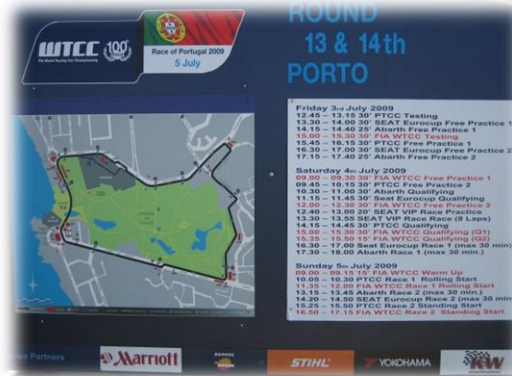 WTCC
100
FIA World Touring Car Championship
Race of Portugal 2009
5 July
ROUND
13 & 14th
PORTO
Friday 3rd July 2009
12.45 – 13.15 30' PTCC Testing
13.30 – 14.00 30' SEAT Eurocup Free Practice 1
14.15 – 14.40 25' Abarth Free Practice 1
15.00 – 15.30 30' FIA WTCC Testing
15.45 – 16.15 30' PTCC Free Practice 1
16.30 – 17.00 30' SEAT Eurocup Free Practice 2
17.15 – 17.40 25' Abarth Free Practice 2
Saturday 4th July 2009
09.00 – 09.30 30' FIA WTCC Free Practice 1
09.45 – 10.15 30' PTCC Free Practice 2
10.30 – 11.00 30' Abarth Qualifying
11.15 – 11.45 30' Seat Eurocup Qualifying
12.00 – 12.30 30' FIA WTCC Free Practice 2
12.40 – 13.00 20' SEAT VIP Race Practice
13.30 – 13.55 SEAT VIP Race Race (8 Laps)
14.15 – 14.45 30' PTCC Qualifying
15.00 – 15.30 30' FIA WTCC Qualifying (Q1)
15.35 – 15.50 15' FIA WTCC Qualifying (Q2)
16.30 – 17.00 Seat Eurocup Race 1 (max 30 min)
17.30 – 18.00 Abarth Race 1 (max 30 min.)
Sunday 5th July 2009
09.00 – 09.15 15' FIA WTCC Warm Up
10.05 – 10.30 PTCC Race 1 Rolling Start
11.35 – 12.00 FIA WTCC Race 1 Rolling Start
13.15 – 13.45 Abarth Race 2 (max 30 min.)
14.20 – 14.50 SEAT Eurocup Race 2 (max 30 min
15.25 – 15.50 PTCC Race 2 Standing Start
16.50 – 17.15 FIA WTCC Race 2 Standing Start
Partners
Marriott
REPSOL
STIHL
YOKOHAMA
KW